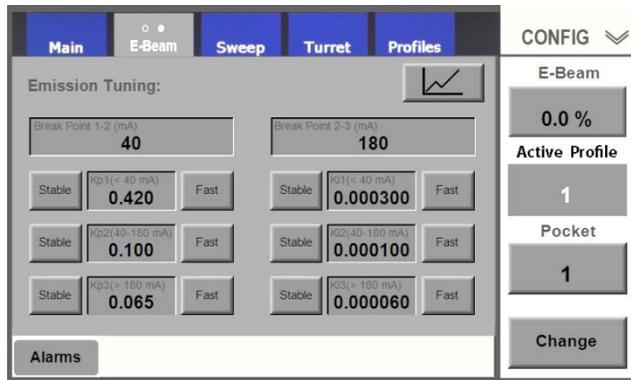 Main E-Beam Sweep Turret Profiles
CONFIG
Emission Tuning:
Break Point 1-2 (mA)
40
Break Point 2-3 (mA)
180
Stable Kp1(< 40 mA) 0.420 Fast
Stable Ki1(< 40 mA) 0.000300 Fast
Stable Kp2(40-180 mA) 0.100 Fast
Stable Ki2(40-180 mA) 0.000100 Fast
Stable Kp3(> 180 mA) 0.065 Fast
Stable Ki3(> 180 mA) 0.000060 Fast
Alarms
E-Beam
0.0 %
Active Profile
1
Pocket
1
Change